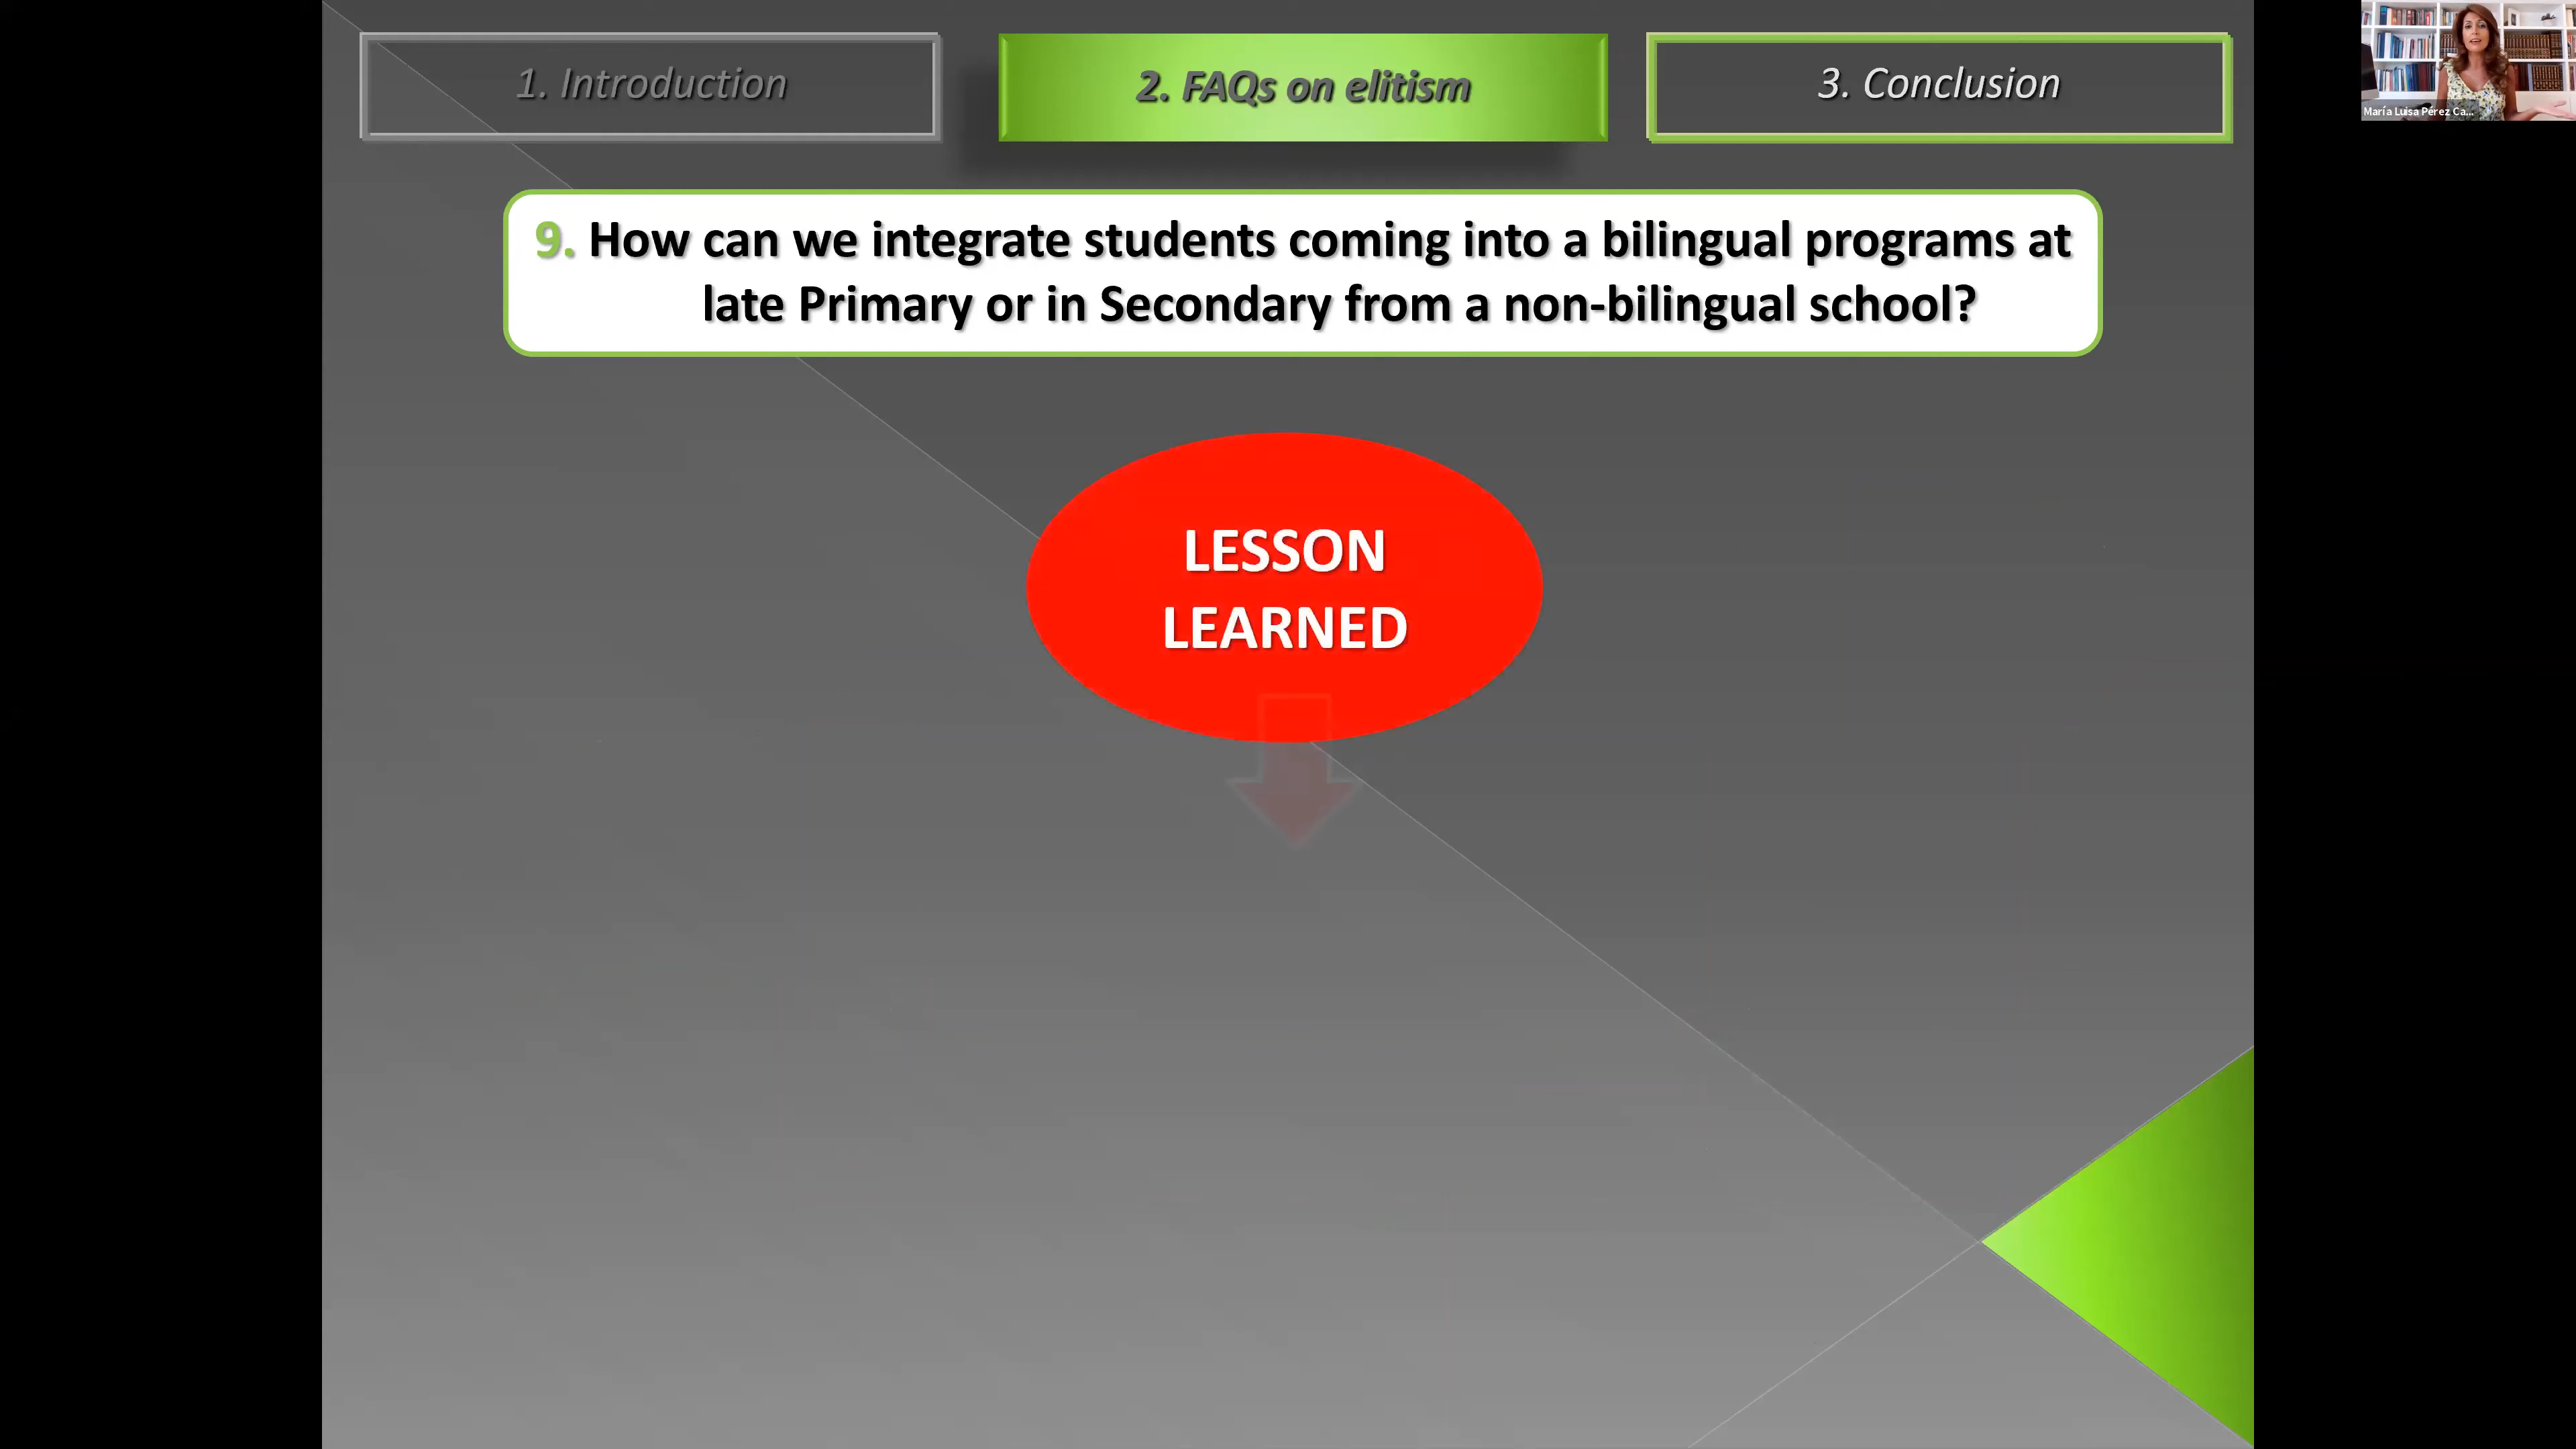 1. Introduction
2. FAQs on elitism
3. Conclusion
María Luisa Pérez Ca...
9. How can we integrate students coming into a bilingual programs at
late Primary or in Secondary from a non-bilingual school?
LESSON
LEARNED